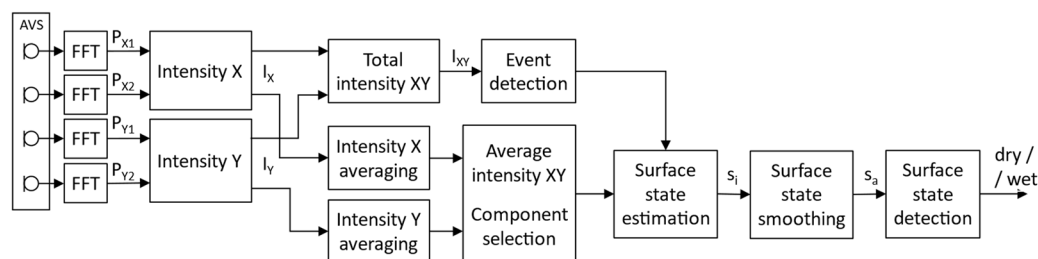 AVS
FFT
FFT
FFT
FFT
PX1
PX2
PY1
PY2
Intensity X
Intensity Y
IX
IY
Total
intensity XY
IXY
Event
detection
Intensity X
averaging
Intensity Y
averaging
Average
intensity XY
Component
selection
Surface
state
estimation
si
Surface
state
smoothing
sa
Surface
state
detection
dry /
/ wet